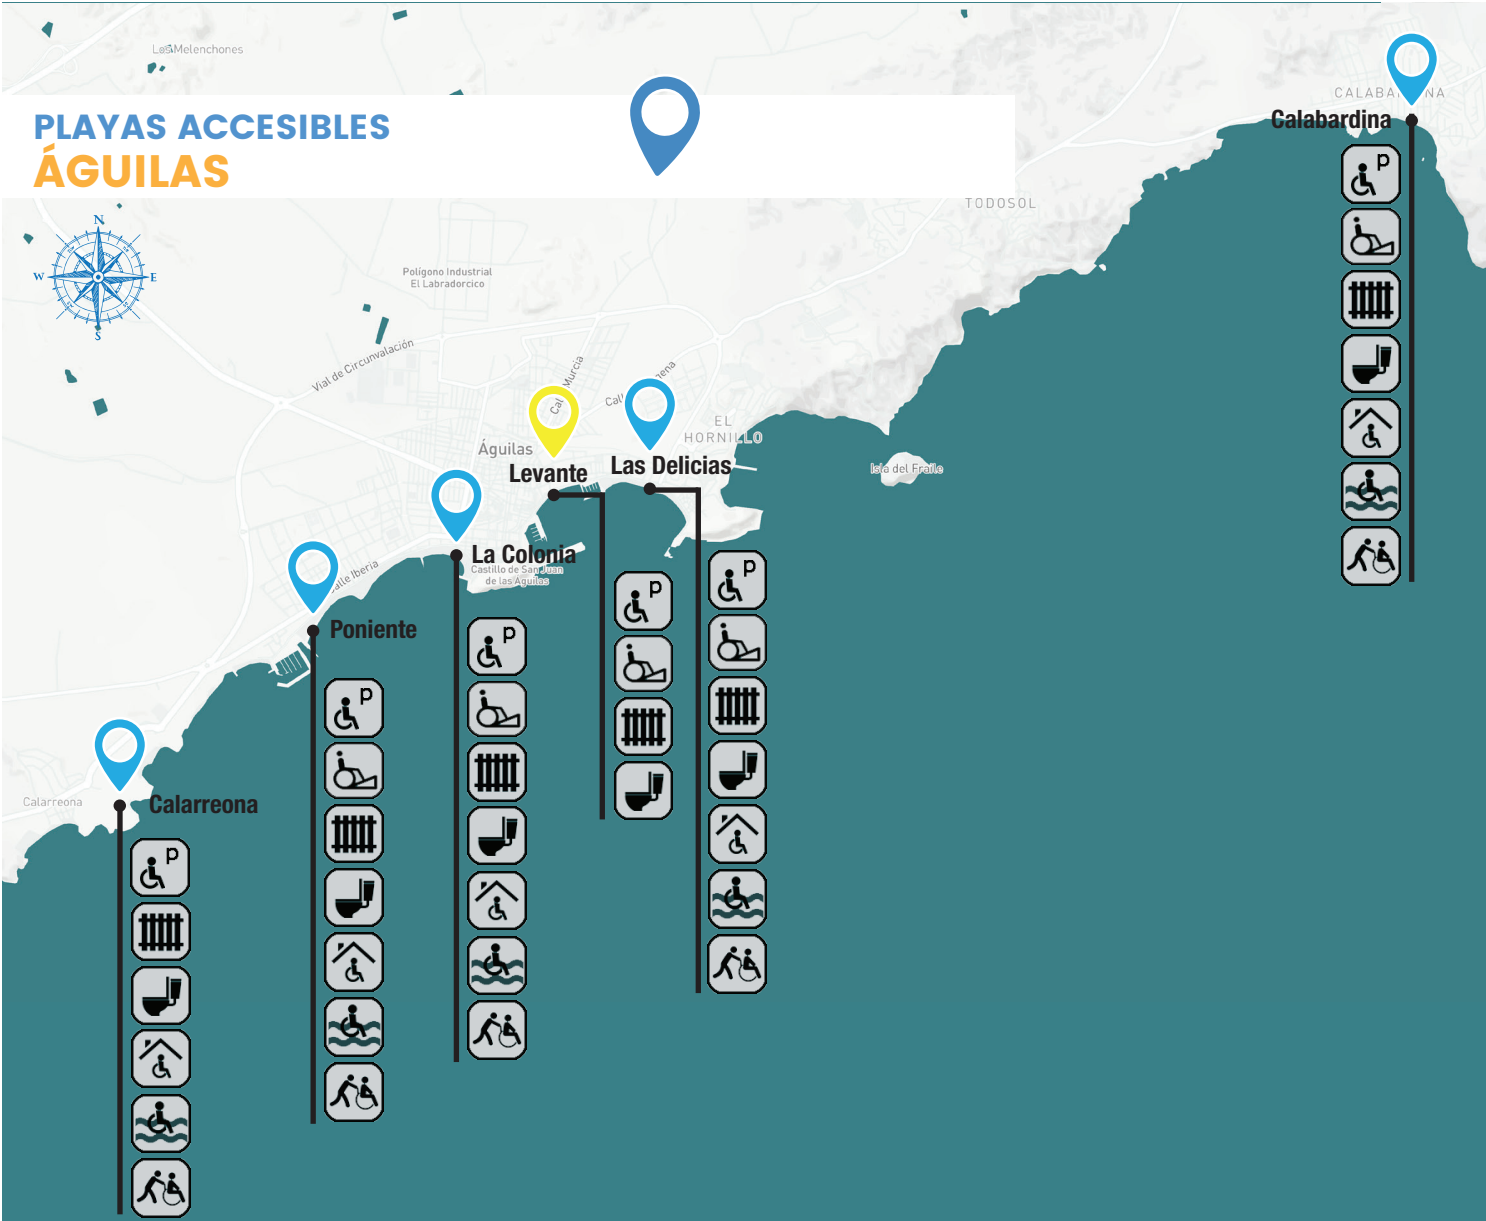 Los Melenchones
PLAYAS ACCESIBLES
ÁGUILAS
N
W
E
S
CALABARDINA
Calabardina
P
TODOSOL
Polígono Industrial
El Labradorcico
Vial de Circunvalación
Murcia
EL
HORNILLO
Águilas
Levante
Las Delicias
Isla del Fraile
La Colonia
Castillo de San Juan
de las Águilas
Calle Iberia
Poniente
P
P
P
P
Calarreona
Calarreona
P